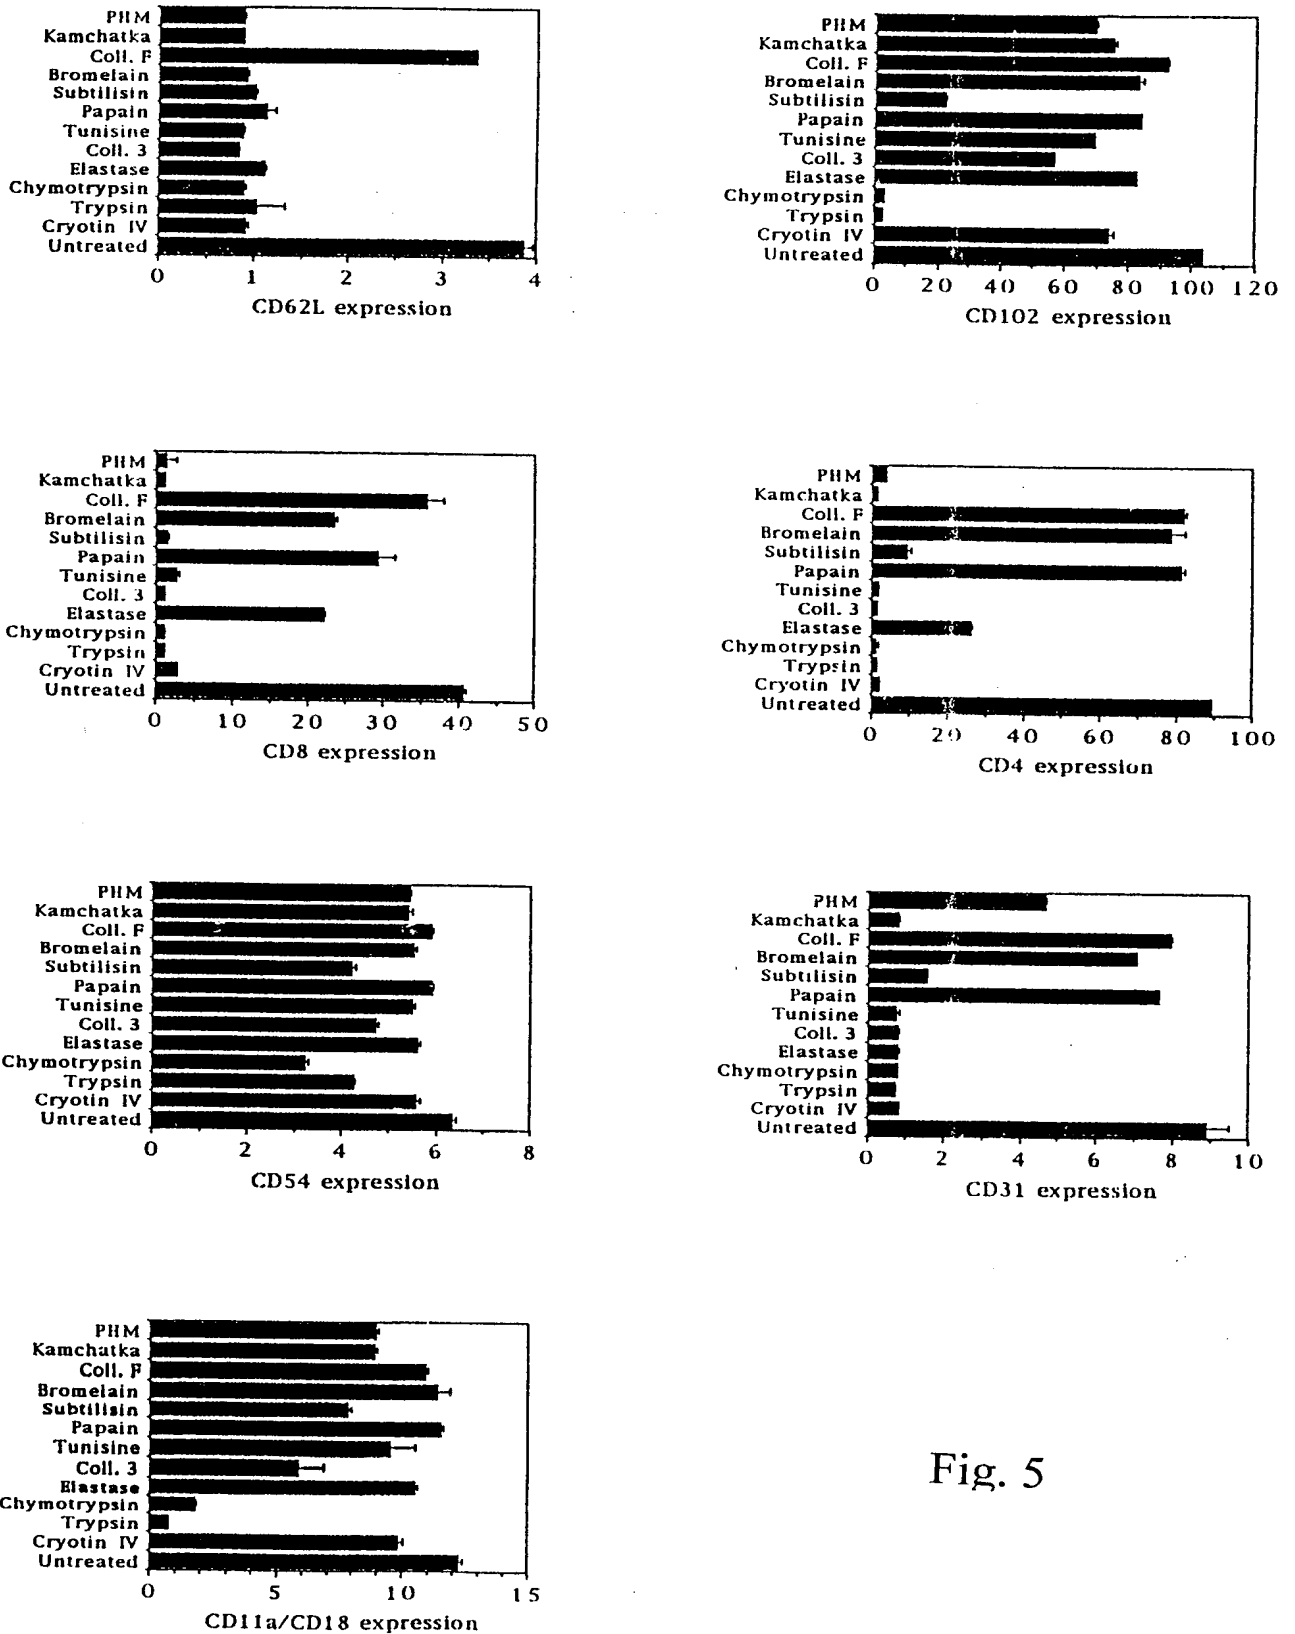 PHM
Kamchatka
Coll. F
Bromelain
Subtilisin
Papain
Tunisine
Coll. 3
Elastase
Chymotrypsin
Trypsin
Cryotin IV
Untreated
0 1 2 3 4
CD62L expression
PHM
Kamchatka
Coll. F
Bromelain
Subtilisin
Papain
Tunisine
Coll. 3
Elastase
Chymotrypsin
Trypsin
Cryotin IV
Untreated
0 20 40 60 80 100 120
CD102 expression
PHM
Kamchatka
Coll. F
Bromelain
Subtilisin
Papain
Tunisine
Coll. 3
Elastase
Chymotrypsin
Trypsin
Cryotin IV
Untreated
0 10 20 30 40 50
CD8 expression
PHM
Kamchatka
Coll. F
Bromelain
Subtilisin
Papain
Tunisine
Coll. 3
Elastase
Chymotrypsin
Trypsin
Cryotin IV
Untreated
0 20 40 60 80 100
CD4 expression
PHM
Kamchatka
Coll. F
Bromelain
Subtilisin
Papain
Tunisine
Coll. 3
Elastase
Chymotrypsin
Trypsin
Cryotin IV
Untreated
0 2 4 6 8
CD54 expression
PHM
Kamchatka
Coll. F
Bromelain
Subtilisin
Papain
Tunisine
Coll. 3
Elastase
Chymotrypsin
Trypsin
Cryotin IV
Untreated
0 2 4 6 8 10
CD31 expression
PHM
Kamchatka
Coll. F
Bromelain
Subtilisin
Papain
Tunisine
Coll. 3
Elastase
Chymotrypsin
Trypsin
Cryotin IV
Untreated
0 5 10 15
CD11a/CD18 expression
Fig. 5